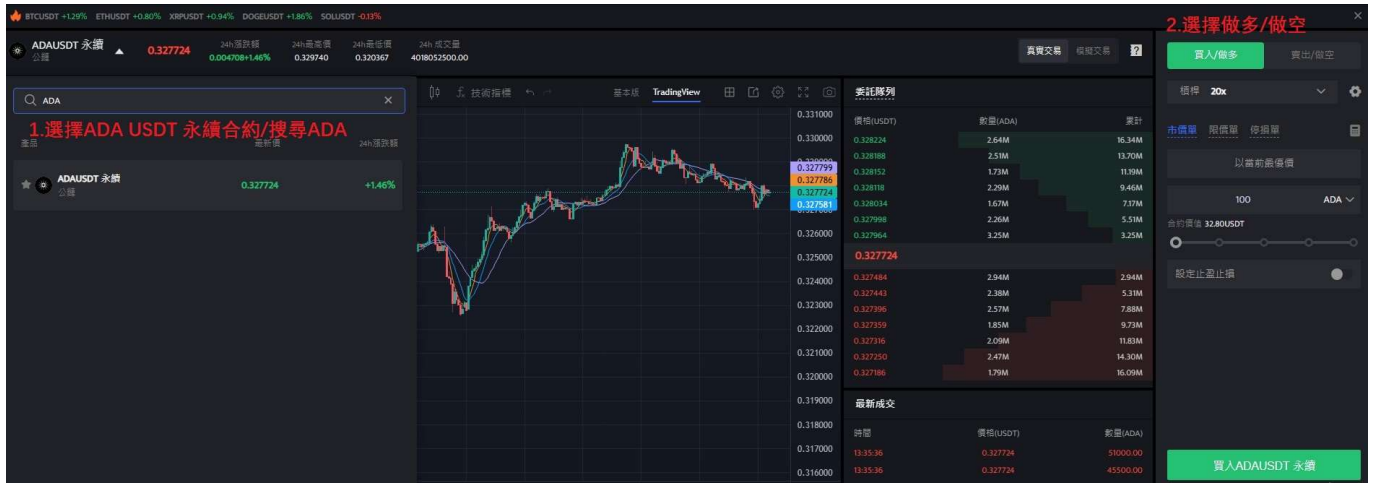 BTCUSDT +1.29% ETHUSDT +0.80% XRPUSDT +0.94% DOGEUSDT +1.86% SOLUSDT -0.13%
ADAUSDT 永續
公鏈
0.327724
24h漲跌額
0.004708+1.46%
24h最高價
0.329740
24h最低價
0.320367
24h 成交量
4018052500.00
真實交易 模擬交易
ADA
1.選擇ADA USDT 永續合約/搜尋ADA
產品 最新價 24h漲跌額
ADAUSDT 永續 0.327724 +1.46%
公鏈
技術指標 基本版 TradingView
0.331000
0.330000
0.329000
0.327799
0.327786
0.327724
0.327581
0.327000
0.326000
0.325000
0.324000
0.323000
0.322000
0.321000
0.320000
0.319000
0.318000
0.317000
0.316000
委託隊列
價格(USDT) 數量(ADA) 累計
0.328224 2.64M 16.34M
0.328188 2.51M 13.70M
0.328152 1.73M 11.19M
0.328118 2.29M 9.46M
0.328034 1.67M 7.17M
0.327998 2.26M 5.51M
0.327964 3.25M 3.25M
0.327724
0.327484 2.94M 2.94M
0.327443 2.38M 5.31M
0.327396 2.57M 7.88M
0.327359 1.85M 9.73M
0.327316 2.09M 11.83M
0.327250 2.47M 14.30M
0.327186 1.79M 16.09M
最新成交
時間 價格(USDT) 數量(ADA)
13:35:36 0.327724 51000.00
13:35:36 0.327724 45500.00
2.選擇做多/做空
買入/做多 賣出/做空
槓桿 20x
市價單 限價單 停損單
以當前最優價
100 ADA
合約價值 32.80USDT
設定止盈止損
買入ADAUSDT 永續